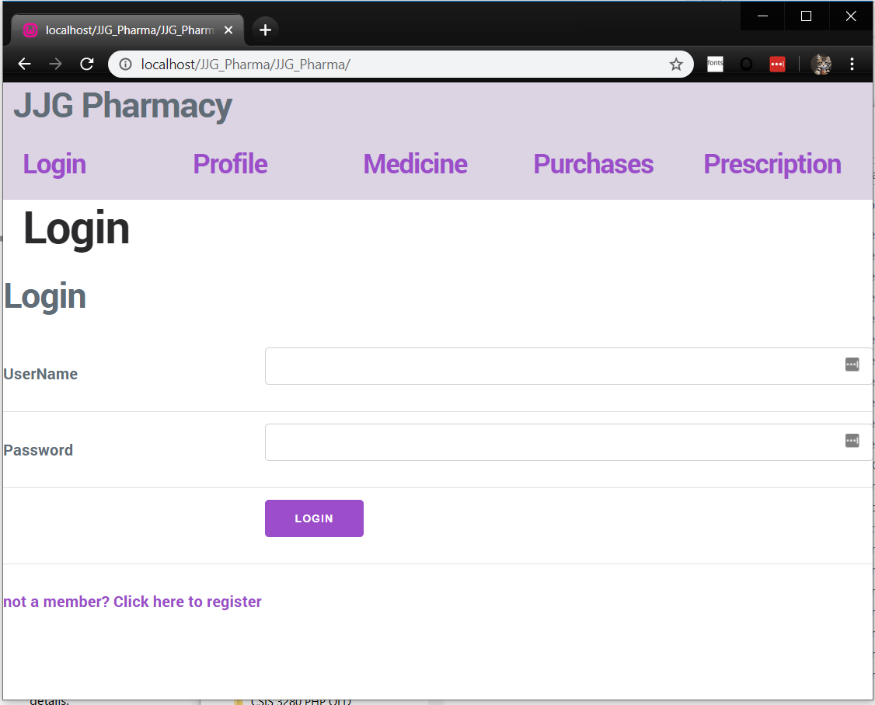 localhost/JJG_Pharma/JJG_Pharm
localhost/JJG_Pharma/JJG_Pharma/
fonts
JJG Pharmacy
Login Profile Medicine Purchases Prescription
Login
Login
UserName
Password
LOGIN
not a member? Click here to register
details. CSIS 3280 PHP